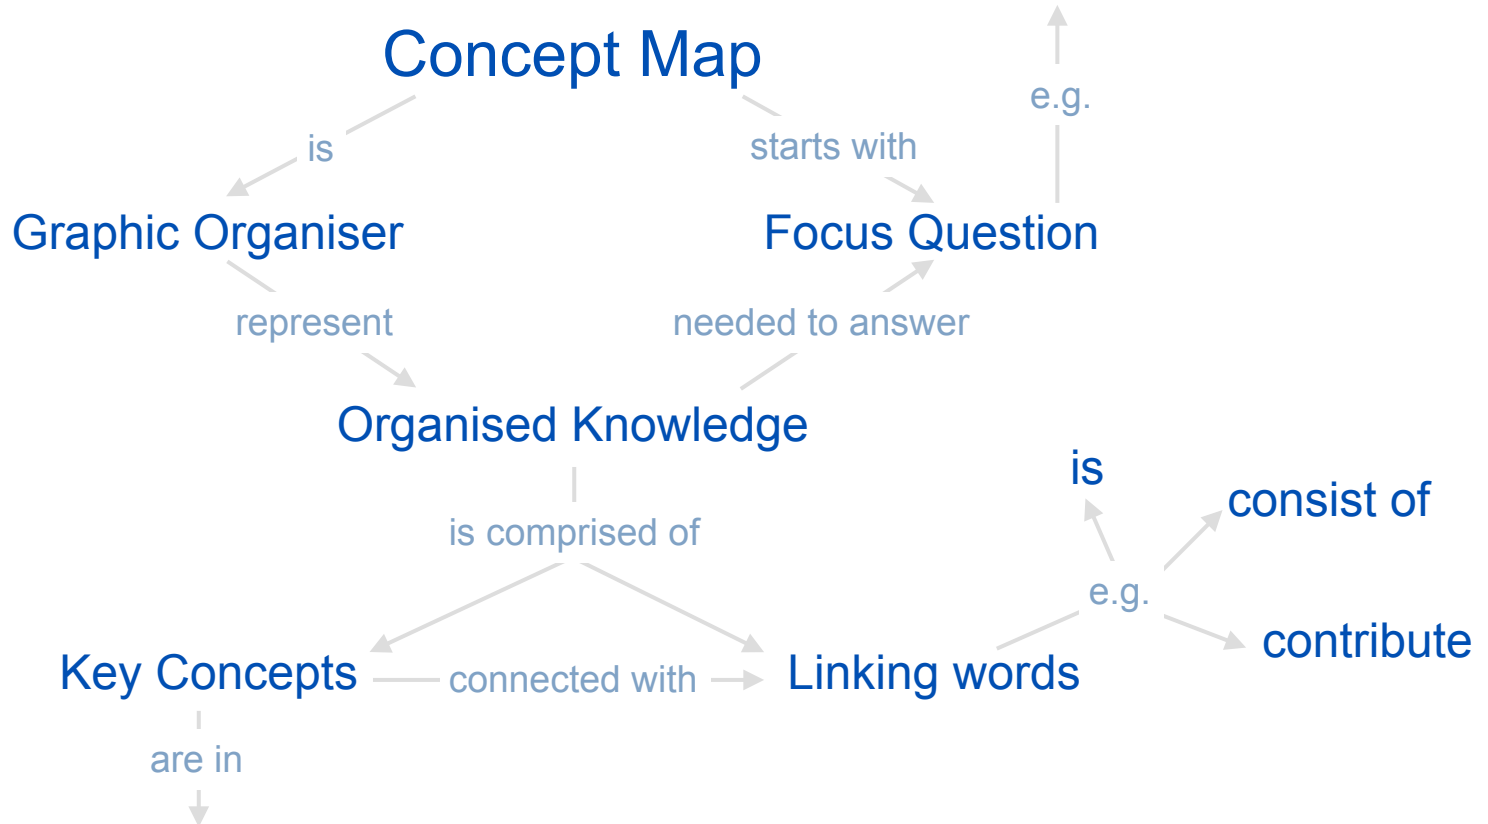 Concept Map
e.g.
is
starts with
Graphic Organiser
Focus Question
represent
needed to answer
Organised Knowledge
is
consist of
is comprised of
e.g.
contribute
Key Concepts
connected with
Linking words
are in